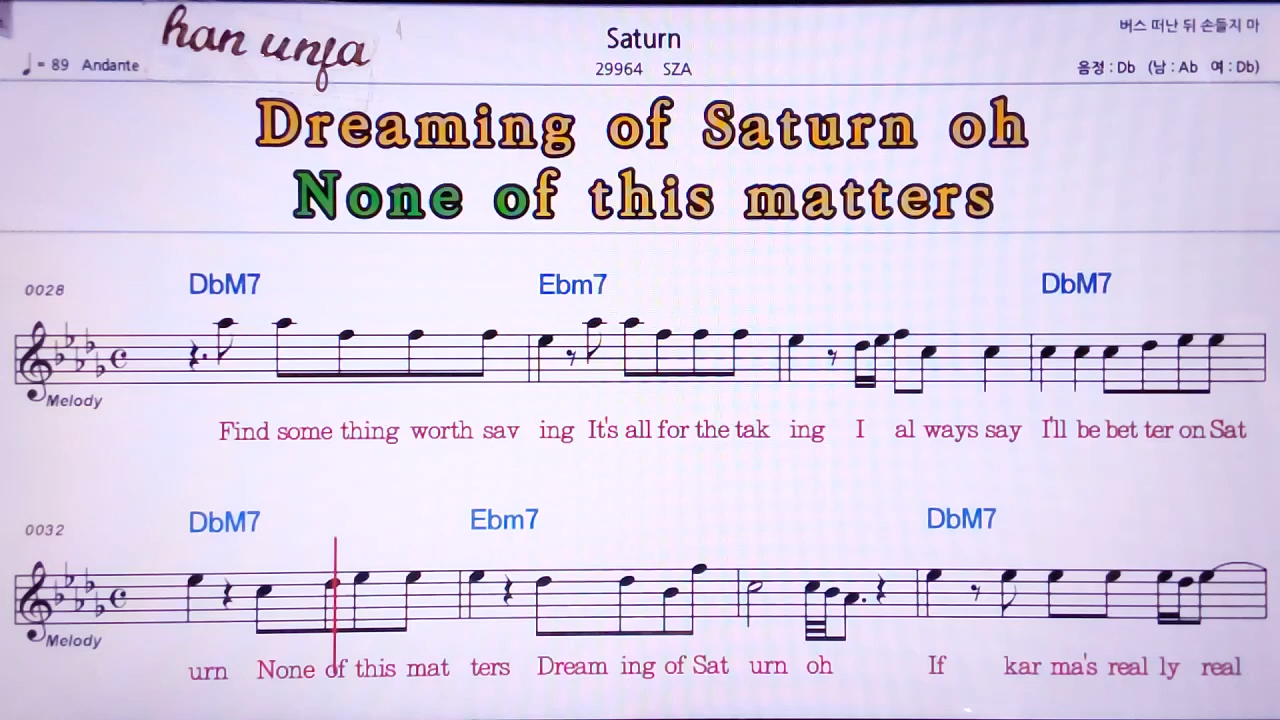 han unja
Saturn
버스 떠난 뒤 손들지 마
♩= 89 Andante
29964 SZA
음정 : Db (남 : Ab 여 : Db)
Dreaming of Saturn oh
None of this matters
0028
DbM7 Ebm7 DbM7
Melody
Find some thing worth sav ing It's all for the tak ing I al ways say I'll be bet ter on Sat
0032
DbM7 Ebm7 DbM7
Melody
urn None of this mat ters Dream ing of Sat urn oh If kar ma's real ly real